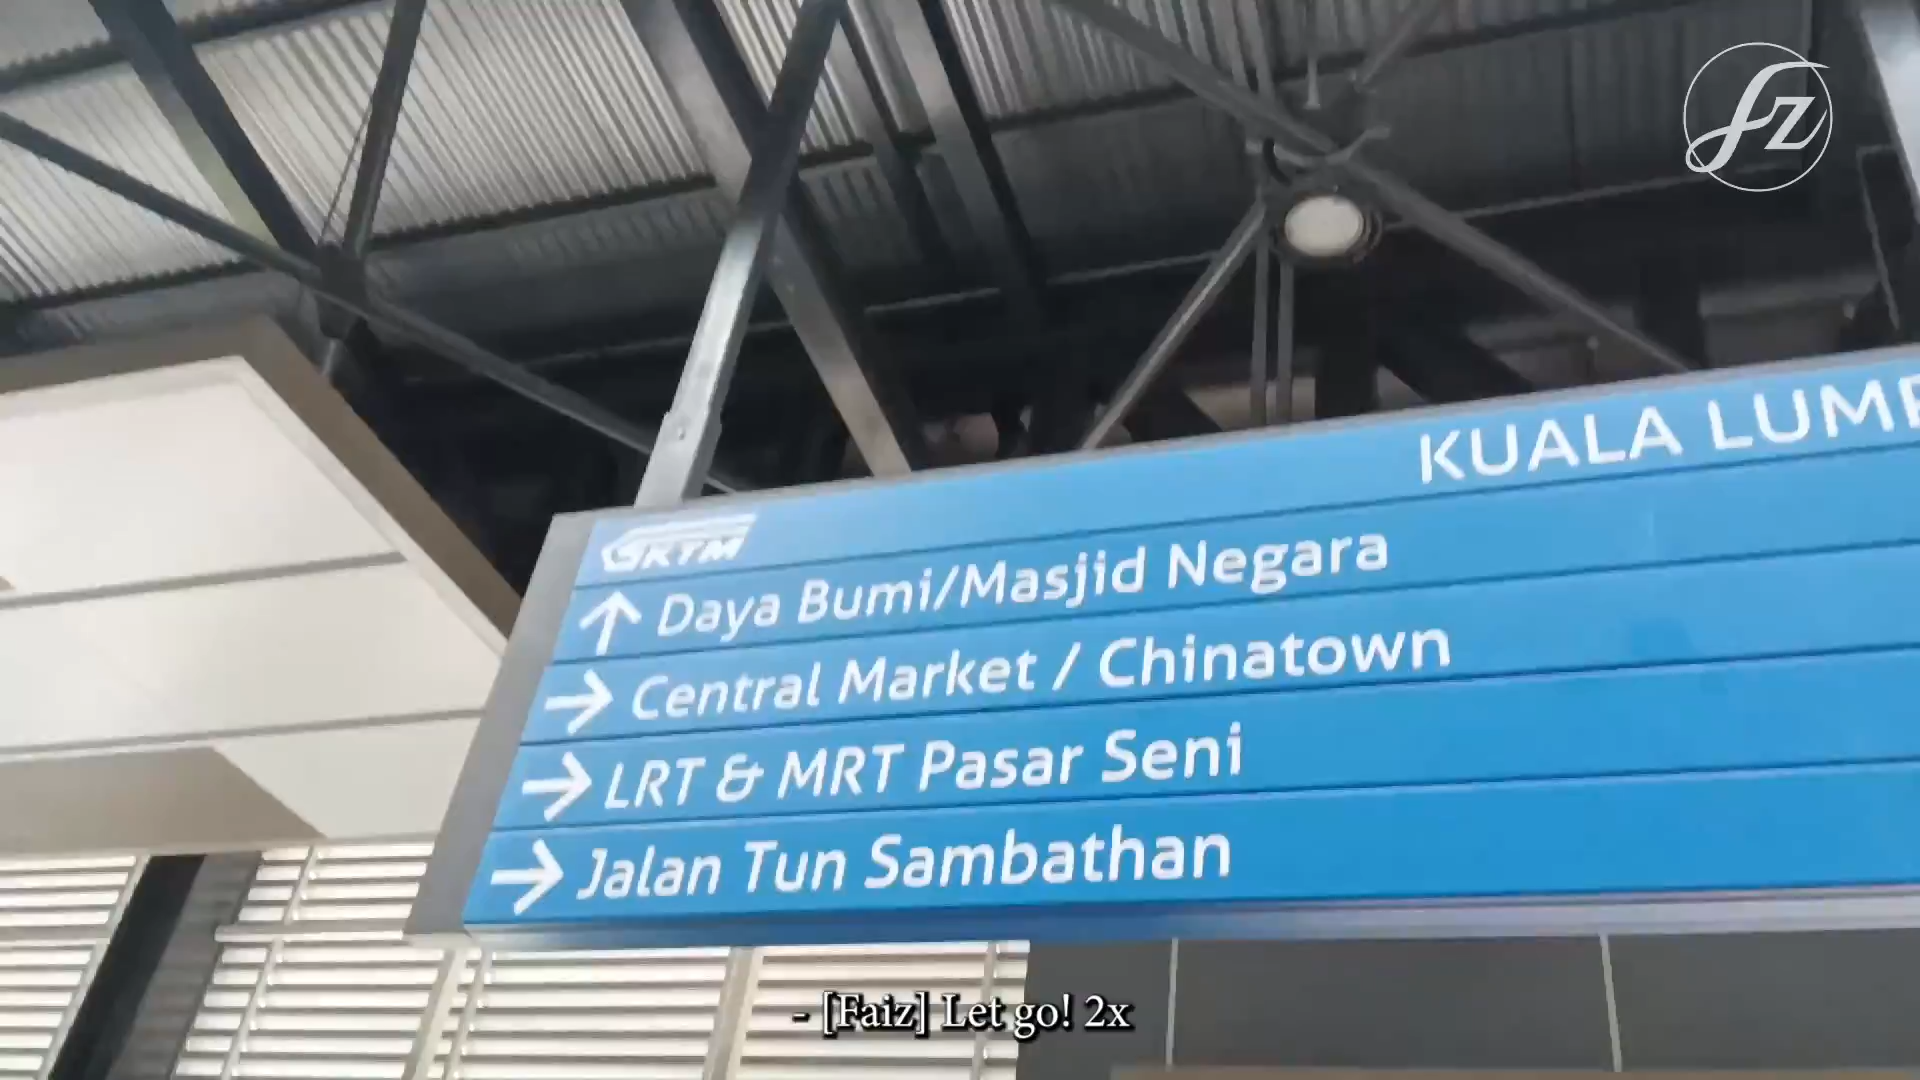 fz
KUALA LUMP
KTM
↑ Daya Bumi/Masjid Negara
→ Central Market / Chinatown
→ LRT & MRT Pasar Seni
→ Jalan Tun Sambathan
- [Faiz] Let go! 2x